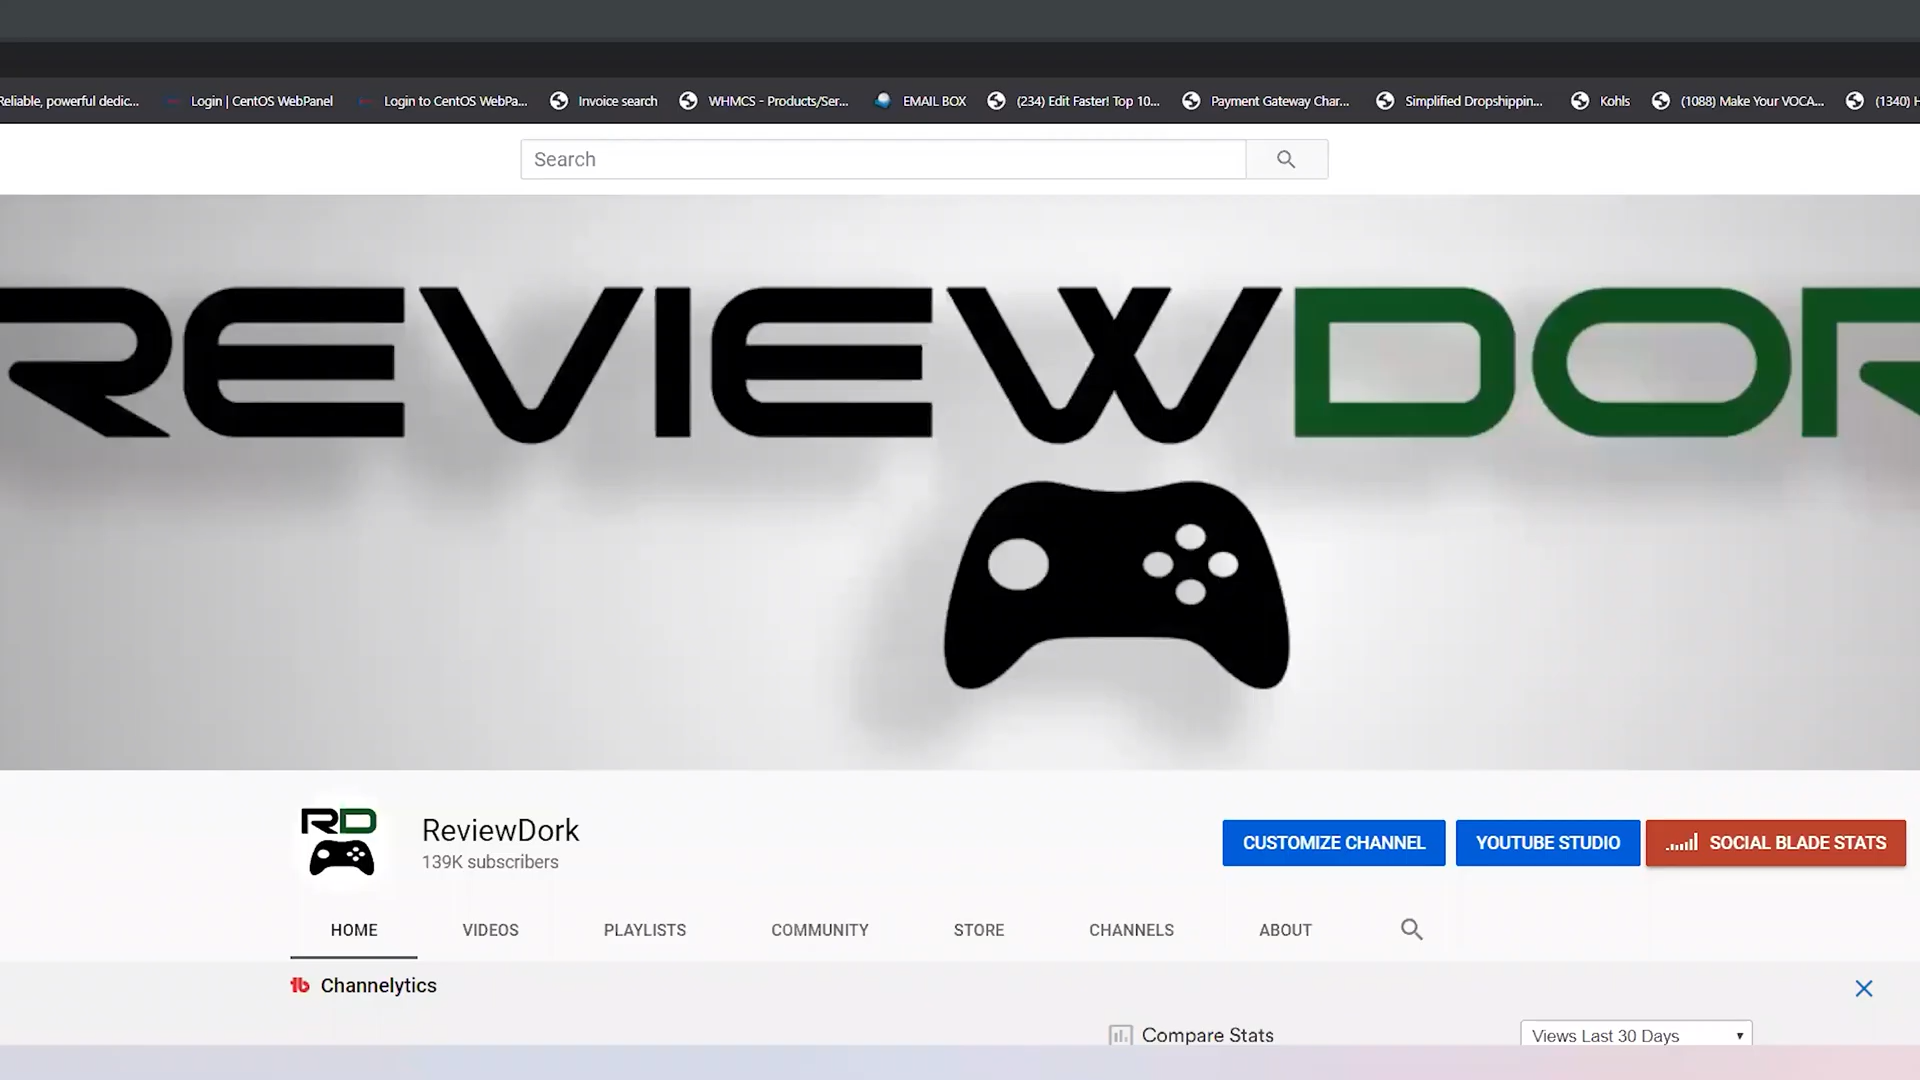 Reliable, powerful dedic... Login | CentOS WebPanel Login to CentOS WebPa... Invoice search WHMCS - Products/Ser... EMAIL BOX (234) Edit Faster! Top 10... Payment Gateway Char... Simplified Dropshippin... Kohls (1088) Make Your VOCA... (1340) H
Search
REVIEWDOR
RD
ReviewDork
139K subscribers
CUSTOMIZE CHANNEL YOUTUBE STUDIO SOCIAL BLADE STATS
HOME VIDEOS PLAYLISTS COMMUNITY STORE CHANNELS ABOUT
tb Channelytics
Compare Stats Views Last 30 Days